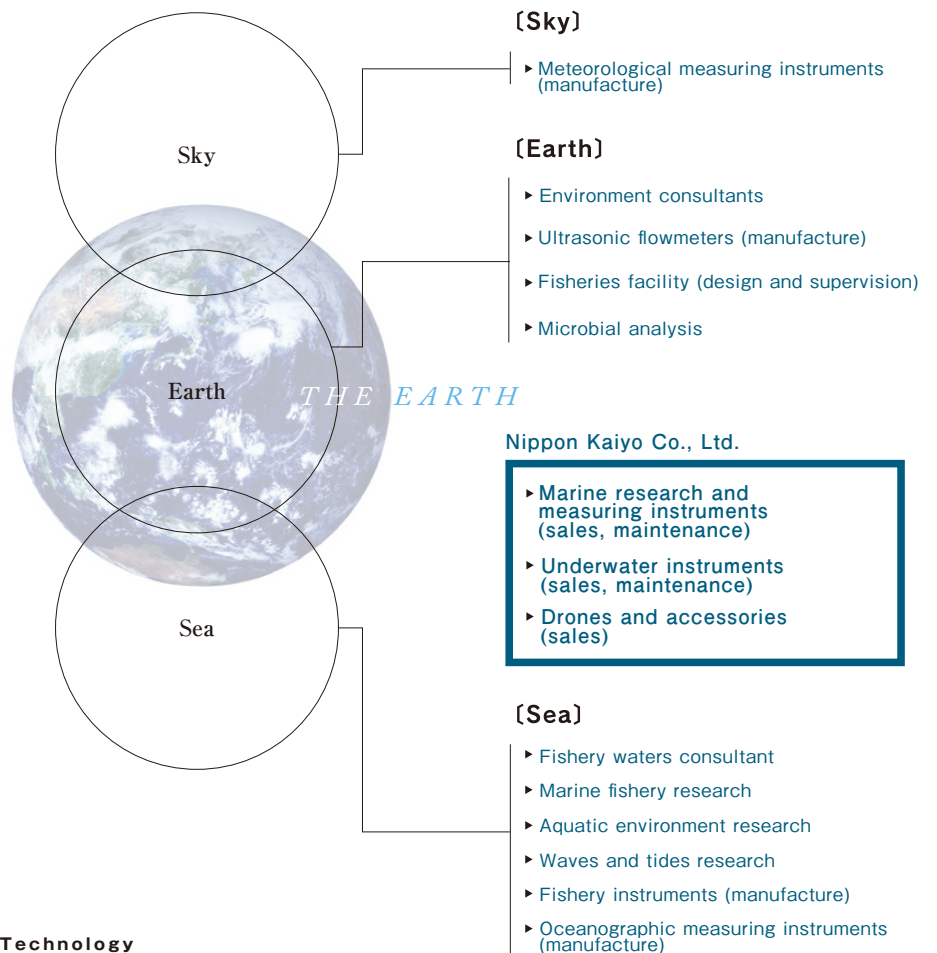 Sky
Earth
THE EARTH
Sea
[Sky]
▶ Meteorological measuring instruments
(manufacture)
[Earth]
▶ Environment consultants
▶ Ultrasonic flowmeters (manufacture)
▶ Fisheries facility (design and supervision)
▶ Microbial analysis
Nippon Kaiyo Co., Ltd.
▶ Marine research and
measuring instruments
(sales, maintenance)
▶ Underwater instruments
(sales, maintenance)
▶ Drones and accessories
(sales)
[Sea]
▶ Fishery waters consultant
▶ Marine fishery research
▶ Aquatic environment research
▶ Waves and tides research
▶ Fishery instruments (manufacture)
▶ Oceanographic measuring instruments
(manufacture)
Technology